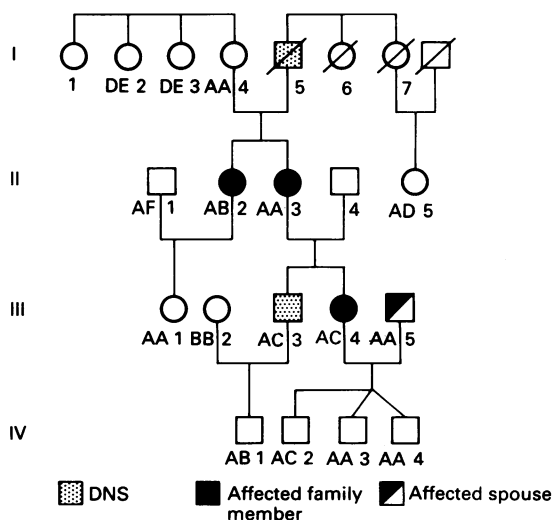 I
1 DE 2 DE 3 AA 4 5 6 7
II
AF 1 AB 2 AA 3 4 AD 5
III
AA 1 BB 2 AC 3 AC 4 AA 5
IV
AB 1 AC 2 AA 3 AA 4
DNS Affected family member Affected spouse